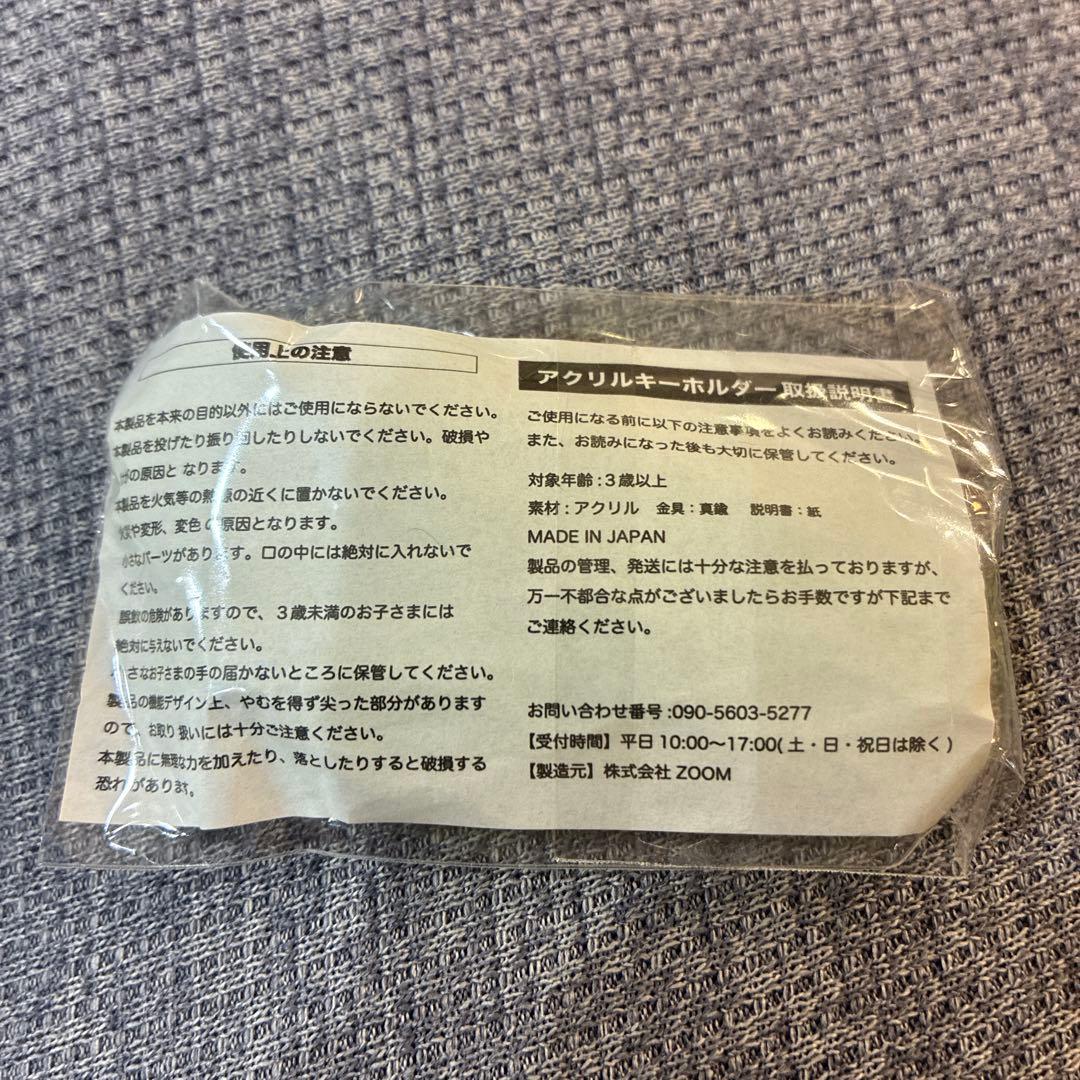 使用上の注意
本製品を本来の目的以外にはご使用にならないでください。
本製品を投げたり振り回したりしないでください。破損や
の原因と なります。
本製品を火気等の熱源の近くに置かないでください。
や変形、変色の原因となります。
小さなパーツがあります。口の中には絶対に入れないで
ください。
誤飲の危険がありますので、３歳未満のお子さまには
絶対に与えないでください。
小さなお子さまの手の届かないところに保管してください。
製品の機能デザイン上、やむを得ず尖った部分があります
ので、お取り扱いには十分ご注意ください。
本製品に無理な力を加えたり、落としたりすると破損する
恐れがあります。
アクリルキーホルダー 取扱説明書
ご使用になる前に以下の注意事項をよくお読みください。
また、お読みになった後も大切に保管してください。
対象年齢：３歳以上
素材：アクリル　金具：真鍮　説明書：紙
MADE IN JAPAN
製品の管理、発送には十分な注意を払っておりますが、
万一不都合な点がございましたらお手数ですが下記まで
ご連絡ください。
お問い合わせ番号:090-5603-5277
【受付時間】平日 10:00〜17:00( 土・日・祝日は除く )
【製造元】株式会社 ZOOM